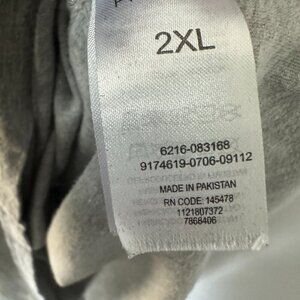 2XL
6216-083168
9174619-0706-09112
MADE IN PAKISTAN
RN CODE: 145478
1121807372
7868406